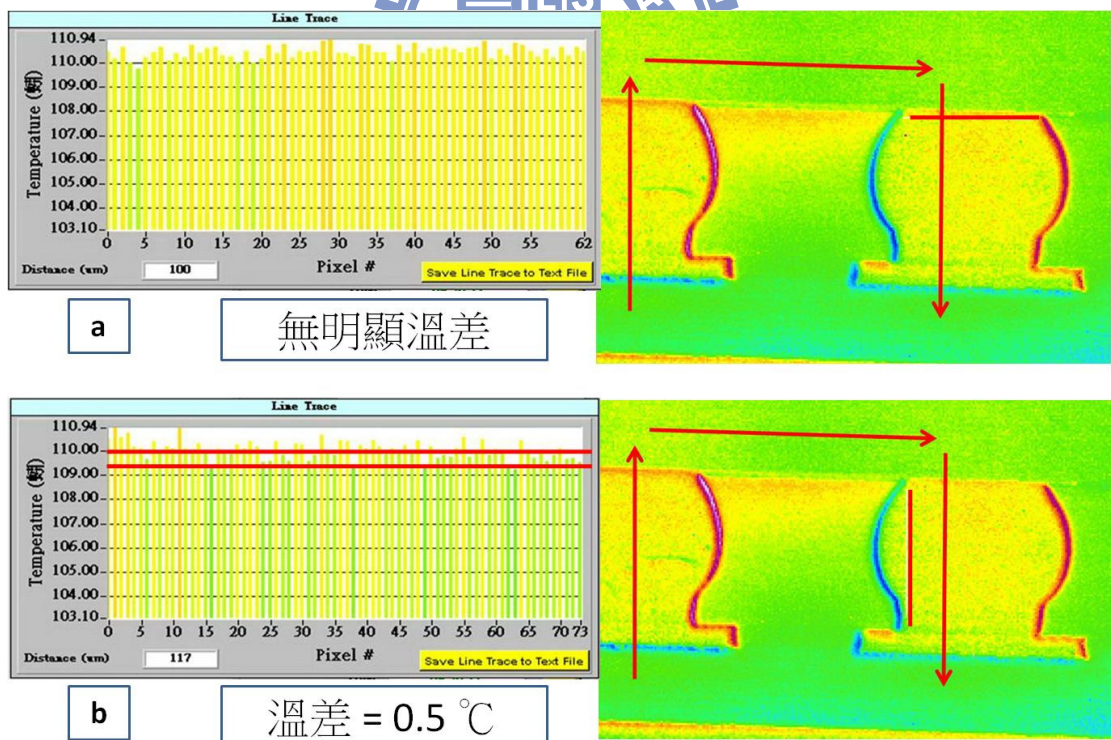 Line Trace
110.94
110.00
109.00
108.00
107.00
106.00
105.00
104.00
103.10
Temperature
0 5 10 15 20 25 30 35 40 45 50 55 62
Distance (um) 100 Pixel # Save Line Trace to Text File
a 無明顯溫差
Line Trace
110.94
110.00
109.00
108.00
107.00
106.00
105.00
104.00
103.10
Temperature
0 5 10 15 20 25 30 35 40 45 50 55 60 65 70 73
Distance (um) 117 Pixel # Save Line Trace to Text File
b 溫差 = 0.5 ℃